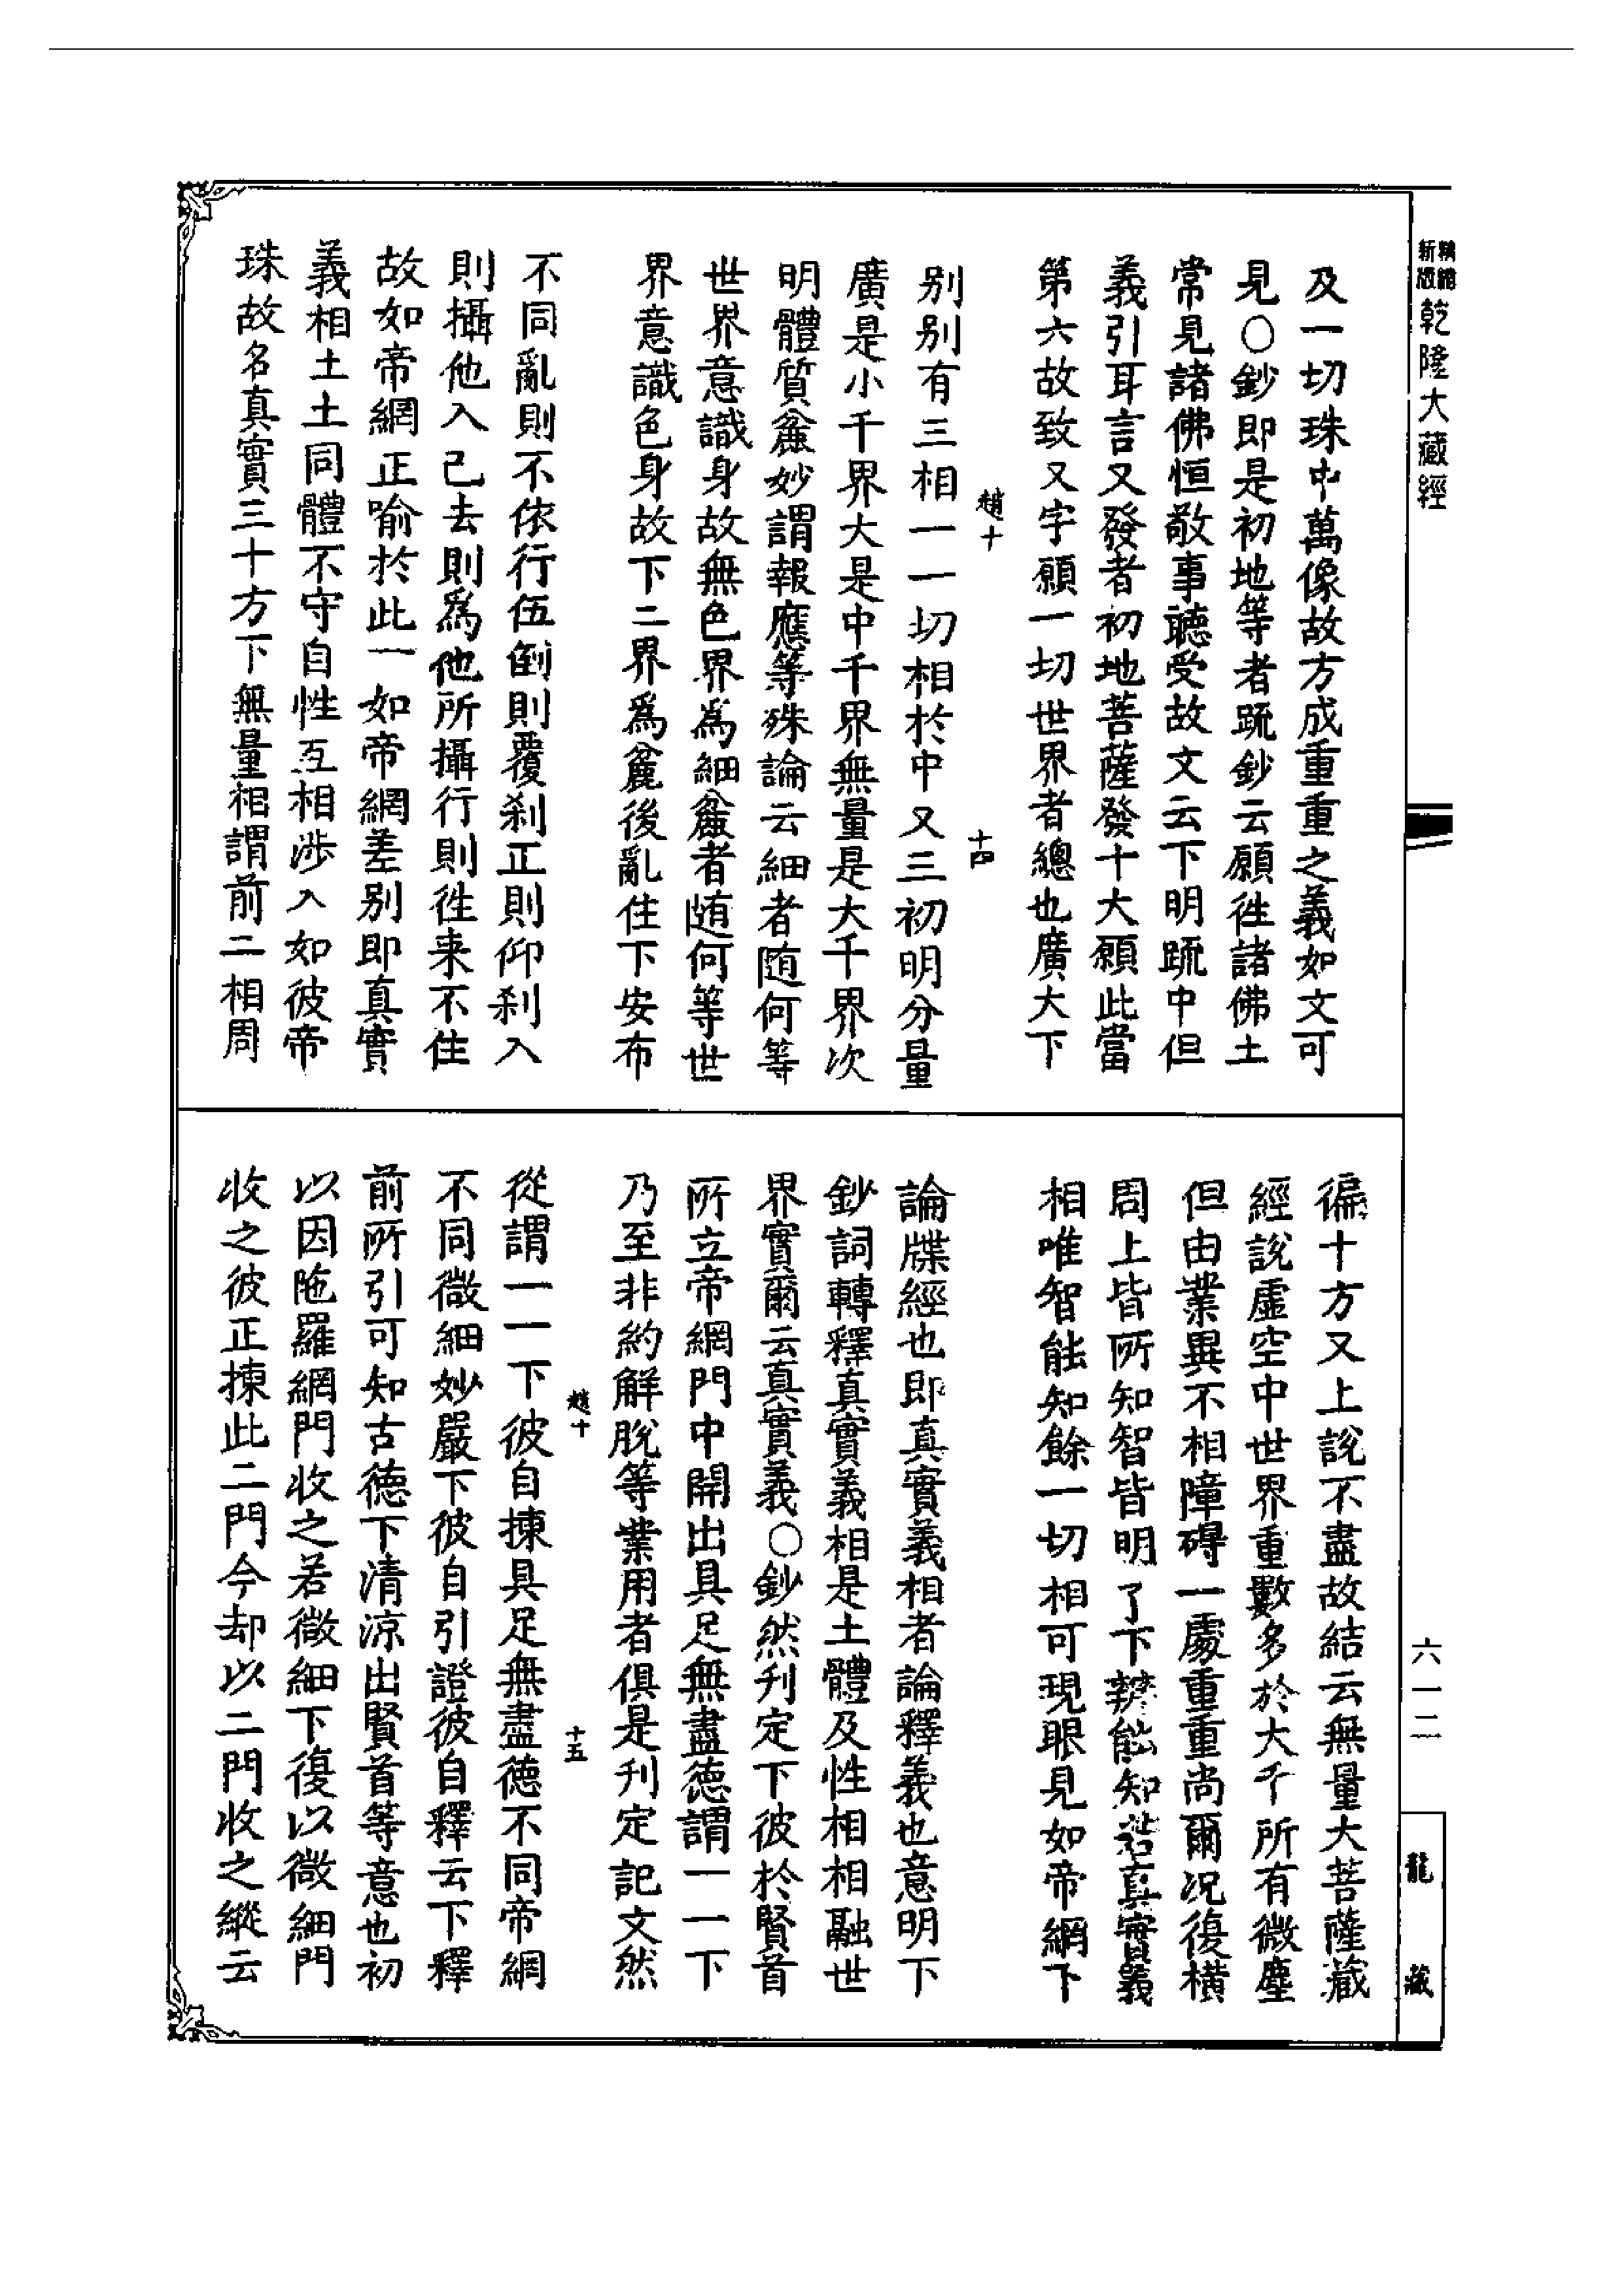 精繕
新版
乾隆大藏經
及一切珠中萬像故方成重重之義如文可
見○鈔即是初地等者䟽鈔云願徃諸佛土
常見諸佛恒敬事聽受故文云下明䟽中但
義引耳言又發者初地菩薩發十大願此當
第六故致又字願一切世界者總也廣大下
趙十
十四
別別有三相一一切相於中又三初明分量
廣是小千界大是中千界無量是大千界次
明體質麤妙謂報應等殊論云細者随何等
世界意識身故無色界為細麤者随何等世
界意識色身故下二界爲麤後亂住下安布
不同亂則不依行伍倒則覆刹正則仰刹入
則攝他入己去則爲他所攝行則徃来不住
故如帝網正喻於此一如帝網差别即真實
義相土土同體不守自性互相涉入如彼帝
珠故名真實三十方下無量相謂前二相周
徧十方又上說不盡故結云無量大菩薩藏
經說虛空中世界重數多於大千所有微塵
但由業異不相障碍一處重重尚爾况復橫
周上皆所知智皆明了下辨能知諸真實義
相唯智能知餘一切相可現眼見如帝網下
論牒經也即真實義相者論釋義也意明下
鈔詞轉釋真實義相是土體及性相相融世
界實爾云真實義○鈔然刋定下彼於賢首
所立帝網門中開出具足無盡德謂一一下
乃至非約解脫等業用者俱是刋定記文然
趙十
十五
從謂一一下彼自揀具足無盡德不同帝網
不同微細妙嚴下彼自引證彼自釋云下釋
前所引可知古德下清凉出賢首等意也初
以因陁羅網門收之若微細下復以微細門
收之彼正揀此二門今却以二門收之縱云
六一二
龍藏